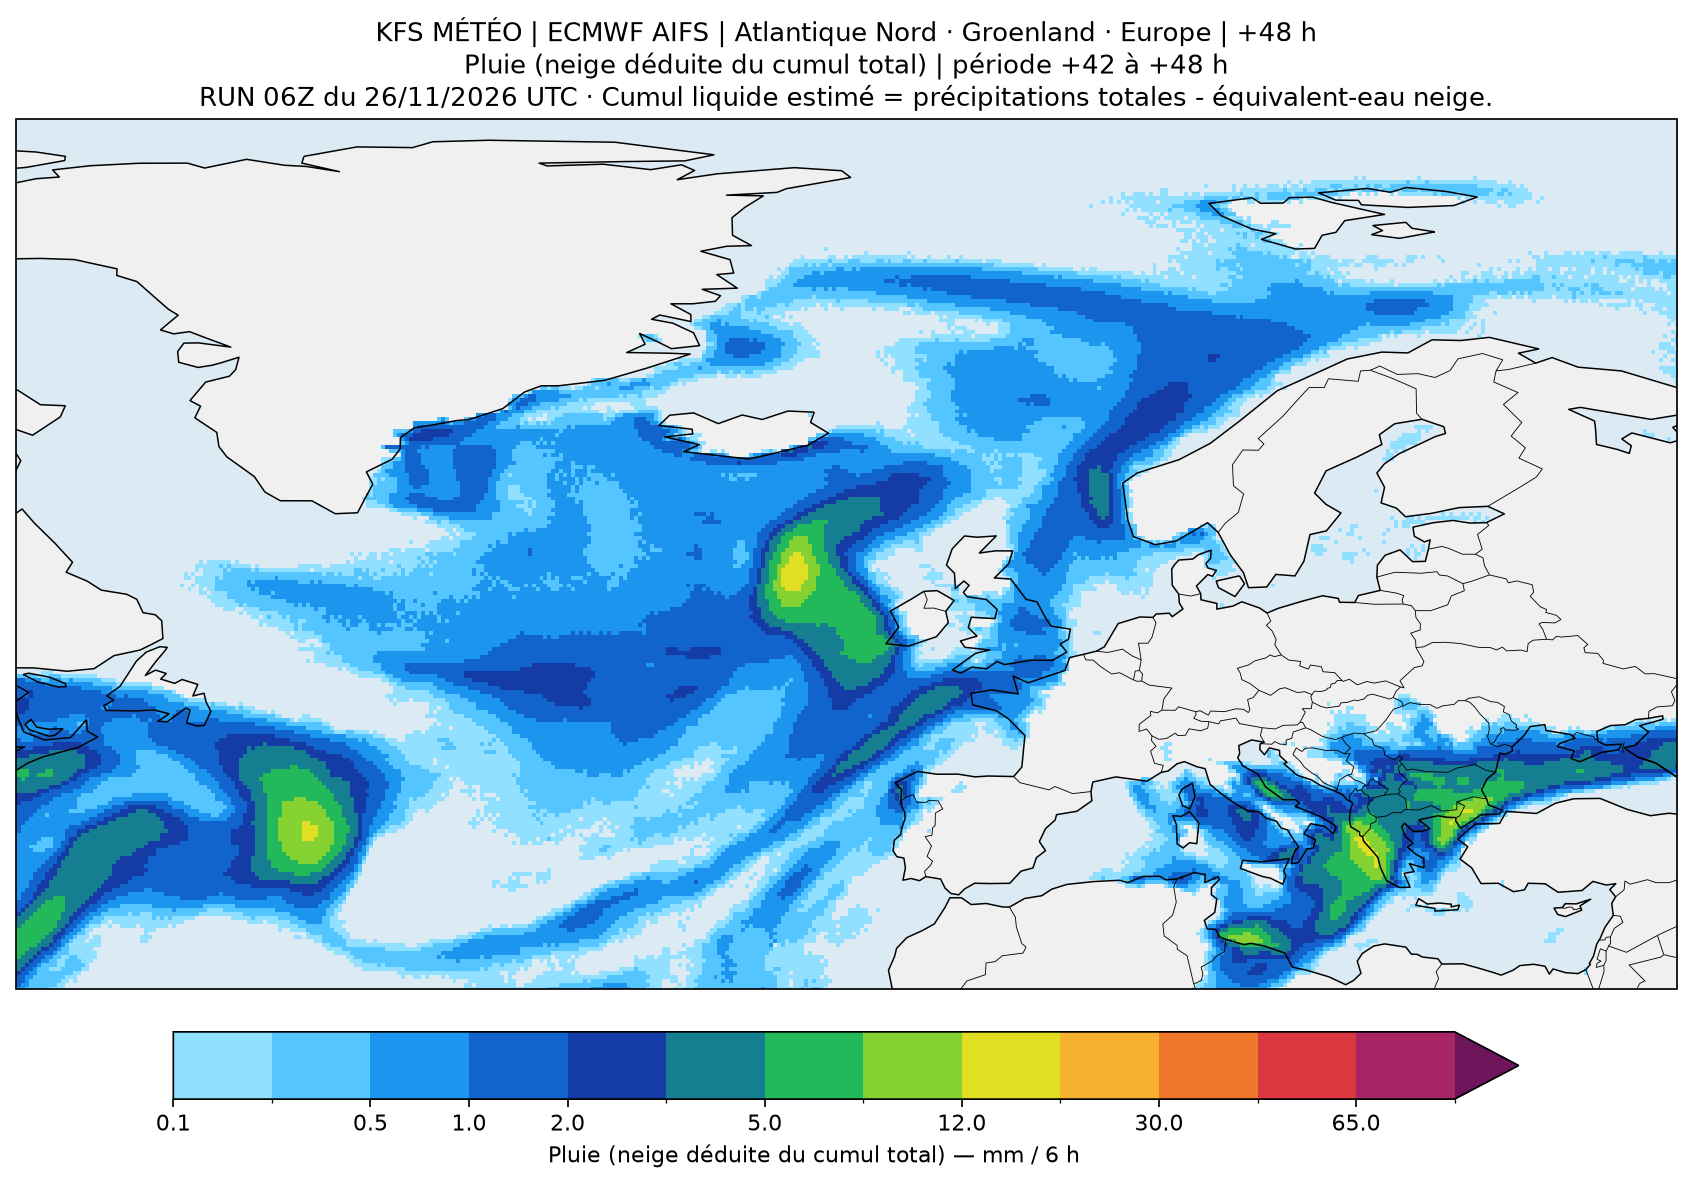 KFS MÉTÉO | ECMWF AIFS | Atlantique Nord · Groenland · Europe | +48 h
Pluie (neige déduite du cumul total) | période +42 à +48 h
RUN 06Z du 26/11/2026 UTC · Cumul liquide estimé = précipitations totales - équivalent-eau neige.
0.1 0.5 1.0 2.0 5.0 12.0 30.0 65.0
Pluie (neige déduite du cumul total) — mm / 6 h